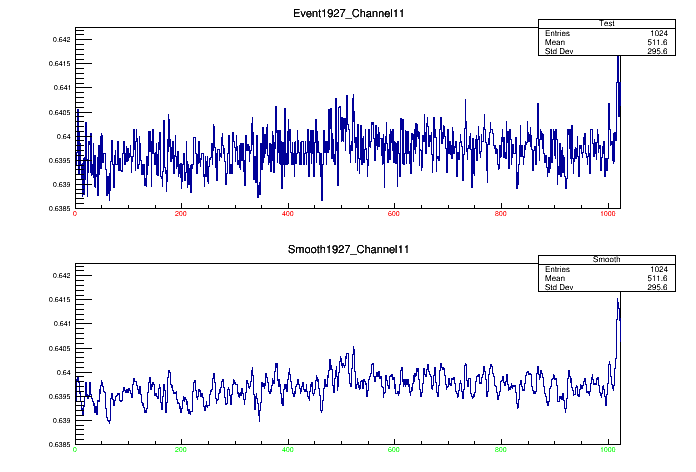 Event1927_Channel11
Test
Entries 1024
Mean 511.6
Std Dev 295.6
0.642
0.6415
0.641
0.6405
0.64
0.6395
0.639
0.6385
0 200 400 600 800 1000
Smooth1927_Channel11
Smooth
Entries 1024
Mean 511.6
Std Dev 295.6
0.642
0.6415
0.641
0.6405
0.64
0.6395
0.639
0.6385
0 200 400 600 800 1000